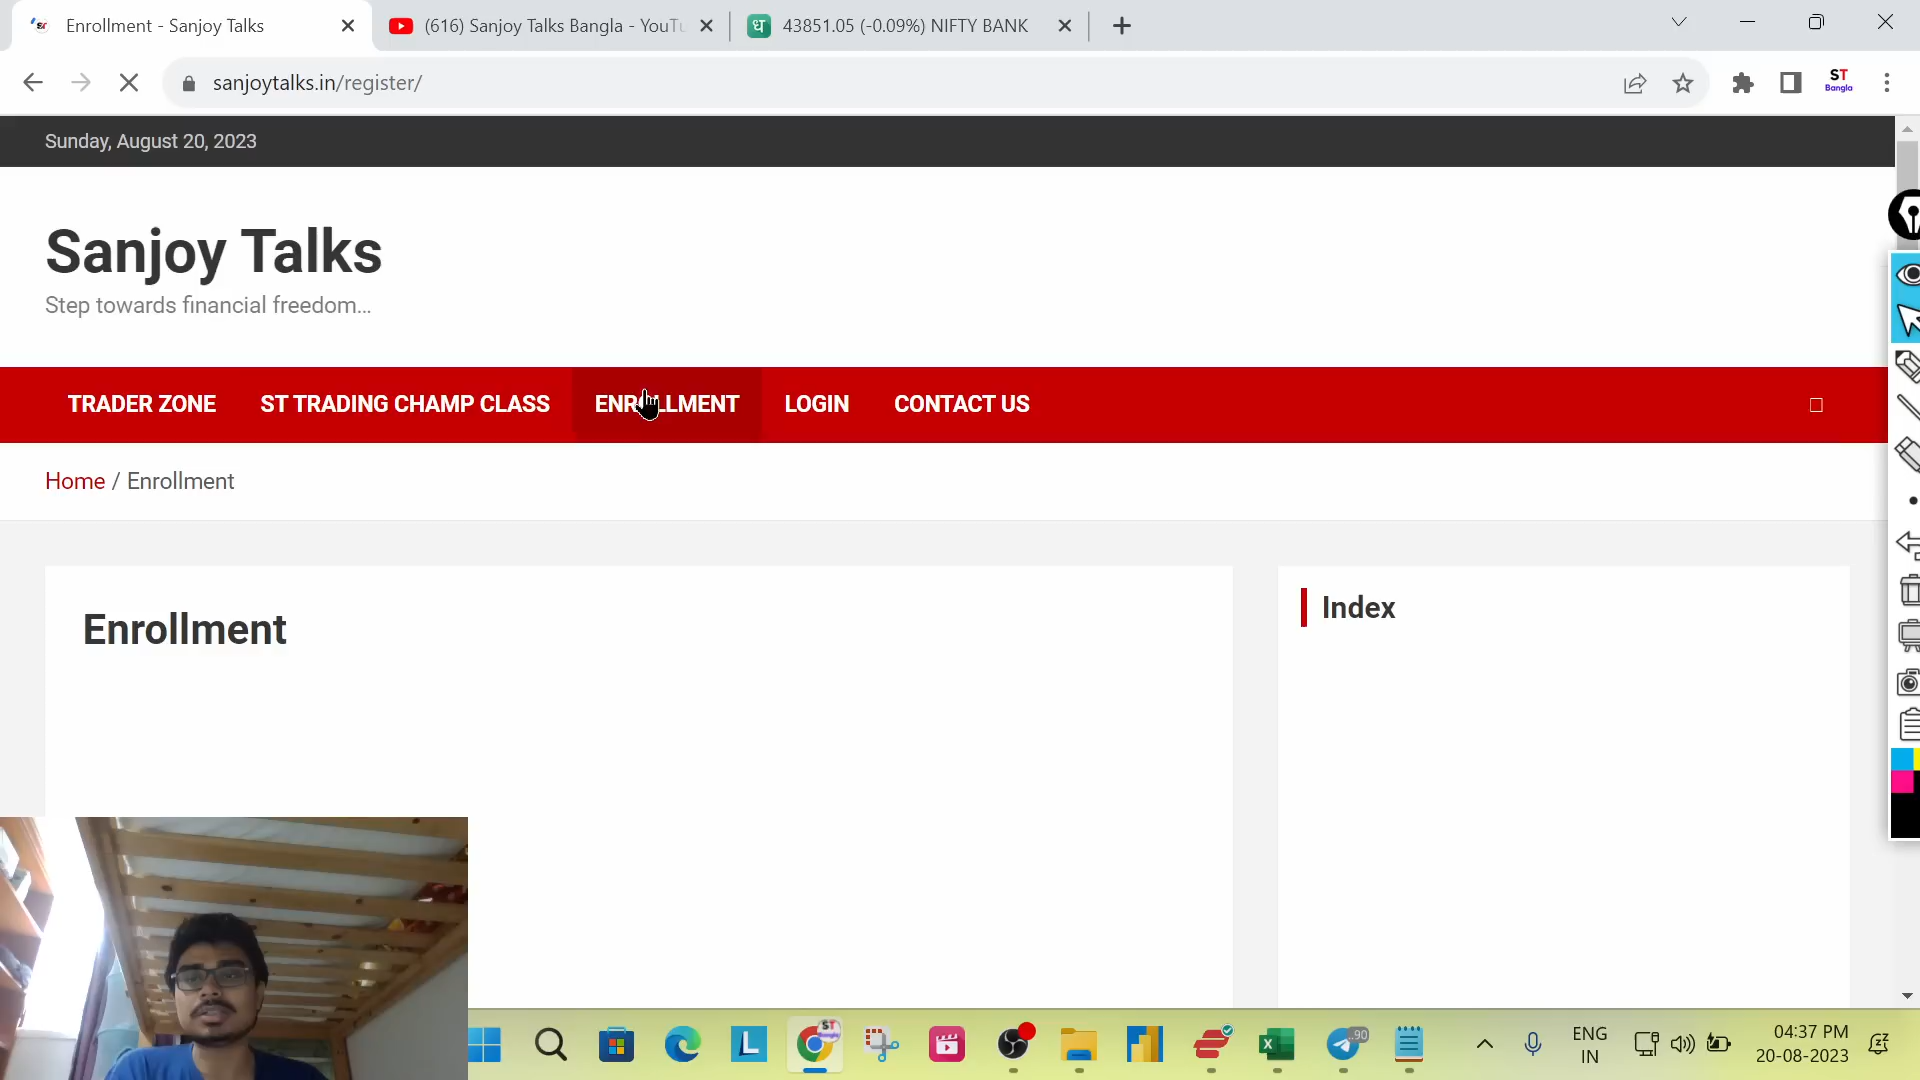 Enrollment - Sanjoy Talks
(616) Sanjoy Talks Bangla - YouTu
43851.05 (-0.09%) NIFTY BANK
sanjoytalks.in/register/
ST
Bangla
Sunday, August 20, 2023
Sanjoy Talks
Step towards financial freedom...
TRADER ZONE
ST TRADING CHAMP CLASS
ENROLLMENT
LOGIN
CONTACT US
Home / Enrollment
Enrollment
Index
ST
90
ENG
IN
04:37 PM
20-08-2023